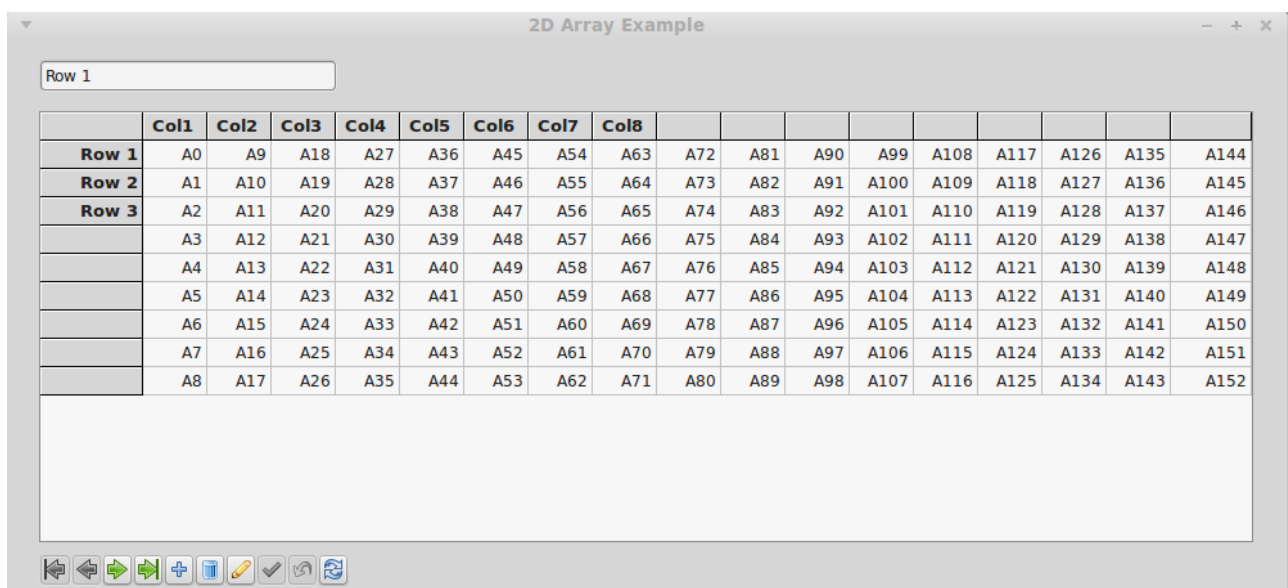 2D Array Example
Row 1
Col1 Col2 Col3 Col4 Col5 Col6 Col7 Col8
Row 1 A0 A9 A18 A27 A36 A45 A54 A63 A72 A81 A90 A99 A108 A117 A126 A135 A144
Row 2 A1 A10 A19 A28 A37 A46 A55 A64 A73 A82 A91 A100 A109 A118 A127 A136 A145
Row 3 A2 A11 A20 A29 A38 A47 A56 A65 A74 A83 A92 A101 A110 A119 A128 A137 A146
A3 A12 A21 A30 A39 A48 A57 A66 A75 A84 A93 A102 A111 A120 A129 A138 A147
A4 A13 A22 A31 A40 A49 A58 A67 A76 A85 A94 A103 A112 A121 A130 A139 A148
A5 A14 A23 A32 A41 A50 A59 A68 A77 A86 A95 A104 A113 A122 A131 A140 A149
A6 A15 A24 A33 A42 A51 A60 A69 A78 A87 A96 A105 A114 A123 A132 A141 A150
A7 A16 A25 A34 A43 A52 A61 A70 A79 A88 A97 A106 A115 A124 A133 A142 A151
A8 A17 A26 A35 A44 A53 A62 A71 A80 A89 A98 A107 A116 A125 A134 A143 A152